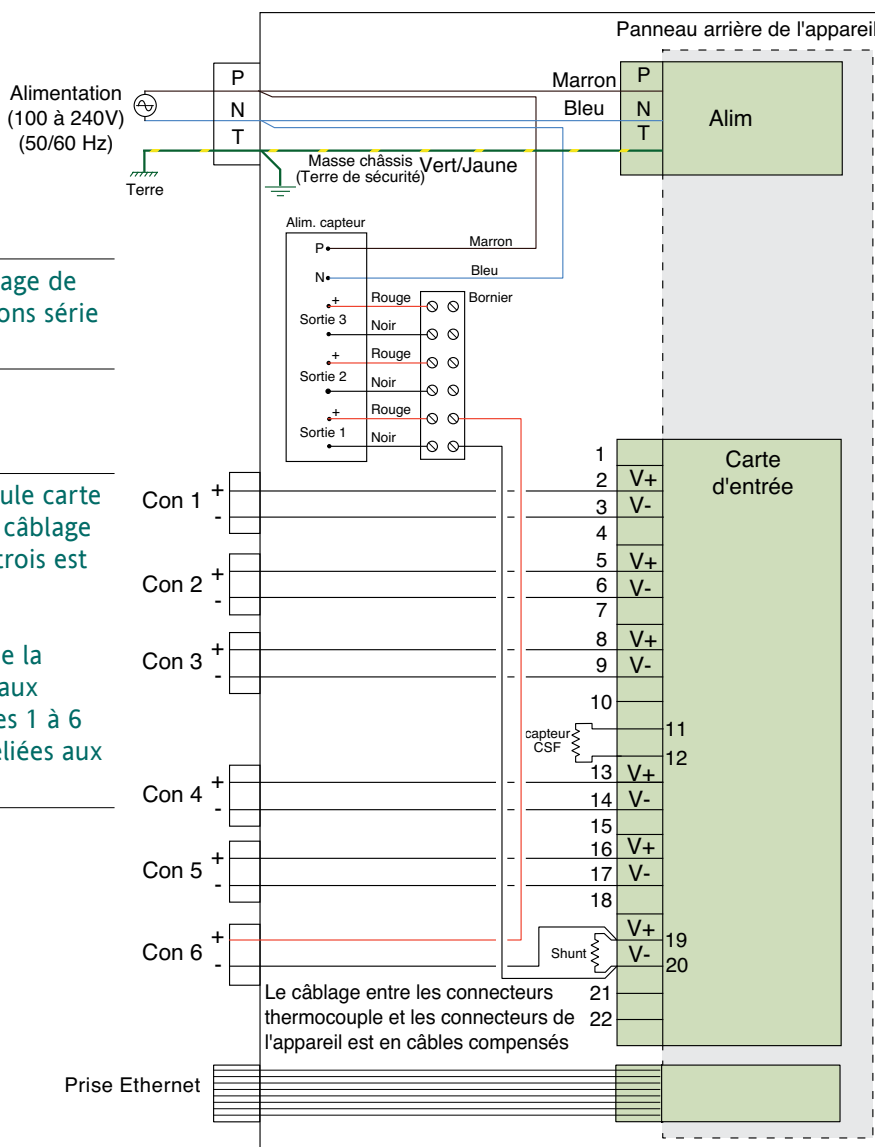 Panneau arrière de l'appareil
Alimentation
(100 à 240V)
(50/60 Hz)
P
N
T
Marron
Bleu
P
N
T
Alim
Terre
Masse châssis
(Terre de sécurité)
Vert/Jaune
Alim. capteur
P
Marron
N
Bleu
+
Rouge
Bornier
Sortie 3
Noir
+
Rouge
Sortie 2
Noir
+
Rouge
Sortie 1
Noir
age de
ons série
ule carte
câblage
trois est
e la
aux
es 1 à 6
eliées aux
Carte
d'entrée
1
Con 1
+
-
2
V+
3
V-
4
Con 2
+
-
5
V+
6
V-
7
Con 3
+
-
8
V+
9
V-
10
capteur
CSF
11
12
Con 4
+
-
13
V+
14
V-
15
Con 5
+
-
16
V+
17
V-
18
Con 6
+
-
Shunt
V+
19
V-
20
21
22
Le câblage entre les connecteurs
thermocouple et les connecteurs de
l'appareil est en câbles compensés
Prise Ethernet